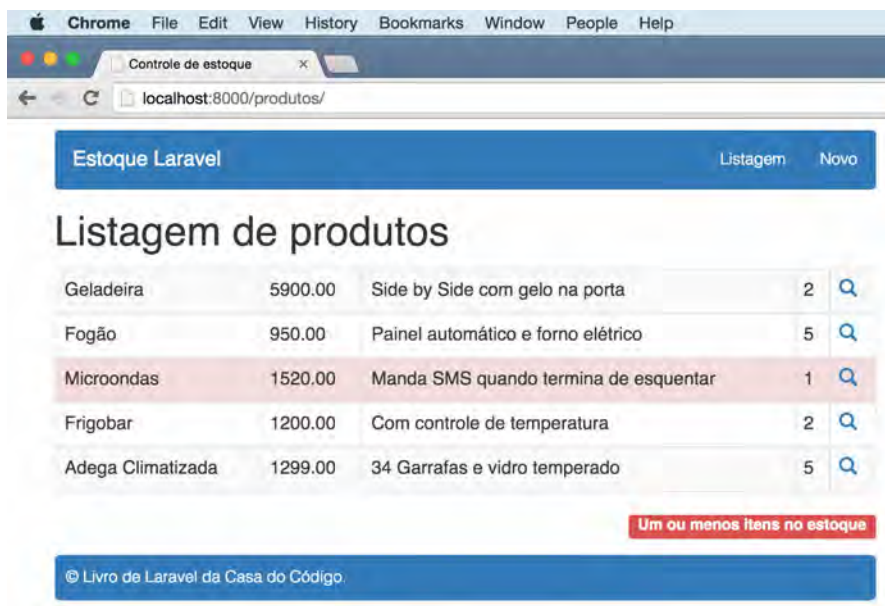 Chrome File Edit View History Bookmarks Window People Help
Controle de estoque ×
localhost:8000/produtos/
Estoque Laravel Listagem Novo
Listagem de produtos
Geladeira 5900.00 Side by Side com gelo na porta 2
Fogão 950.00 Painel automático e forno elétrico 5
Microondas 1520.00 Manda SMS quando termina de esquentar 1
Frigobar 1200.00 Com controle de temperatura 2
Adega Climatizada 1299.00 34 Garrafas e vidro temperado 5
Um ou menos itens no estoque
© Livro de Laravel da Casa do Código.